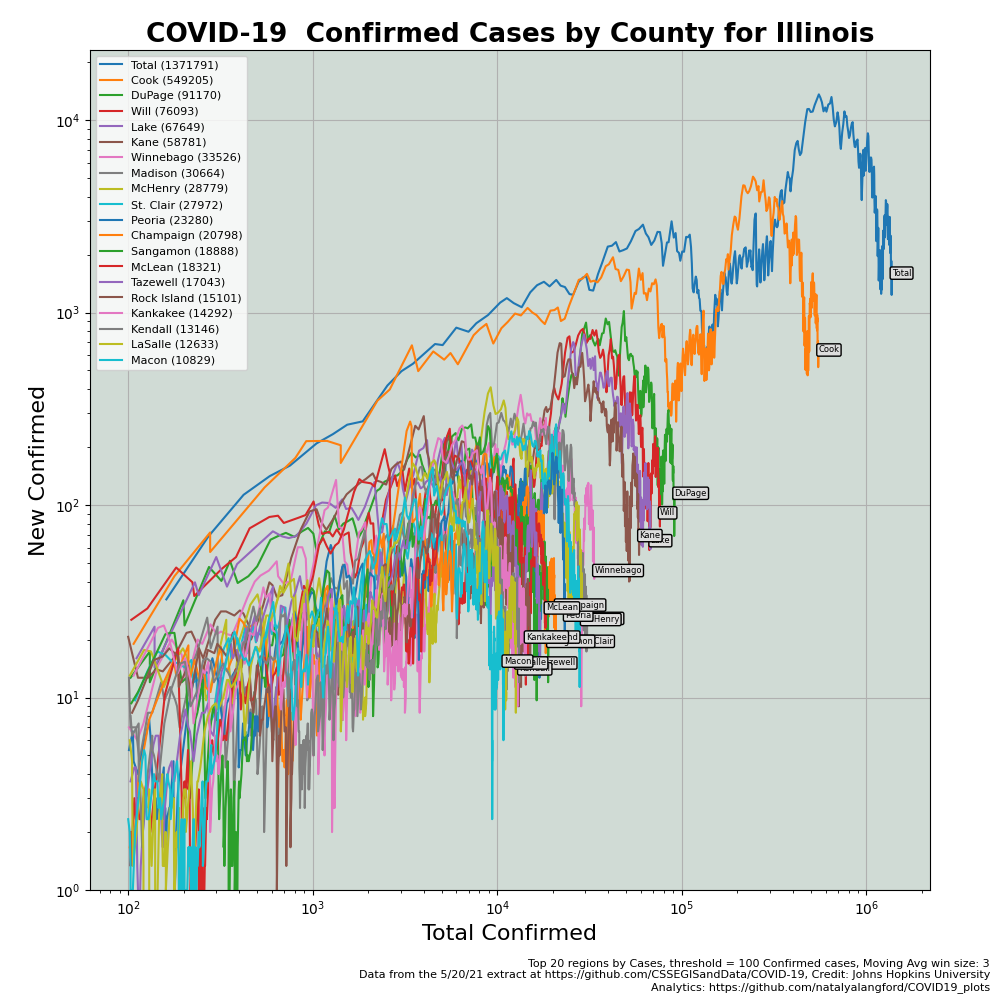 COVID-19  Confirmed Cases by County for Illinois
Total (1371791)
Cook (549205)
DuPage (91170)
Will (76093)
Lake (67649)
Kane (58781)
Winnebago (33526)
Madison (30664)
McHenry (28779)
St. Clair (27972)
Peoria (23280)
Champaign (20798)
Sangamon (18888)
McLean (18321)
Tazewell (17043)
Rock Island (15101)
Kankakee (14292)
Kendall (13146)
LaSalle (12633)
Macon (10829)
New Confirmed
10^4
10^3
10^2
10^1
10^0
Total
Cook
DuPage
Will
Kane
Winnebago
McLean
Kankakee
Macon
10^2
10^3
10^4
10^5
10^6
Total Confirmed
Top 20 regions by Cases, threshold = 100 Confirmed cases, Moving Avg win size: 3
Data from the 5/20/21 extract at https://github.com/CSSEGISandData/COVID-19, Credit: Johns Hopkins University
Analytics: https://github.com/natalyalangford/COVID19_plots